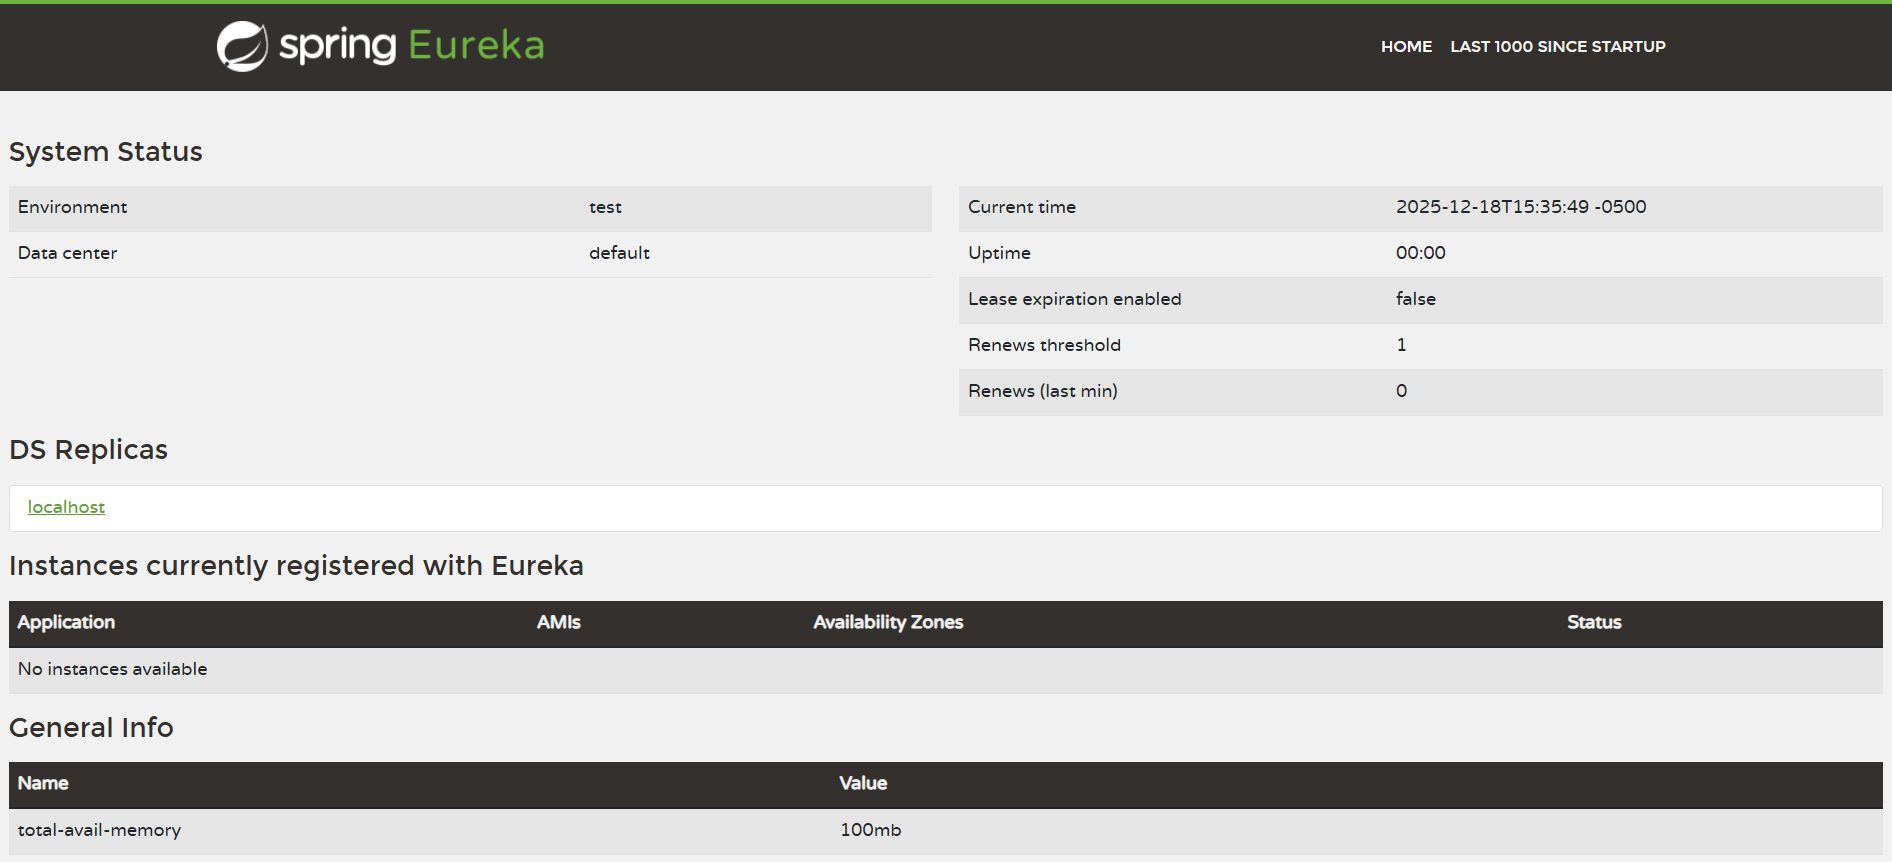 spring Eureka
HOME LAST 1000 SINCE STARTUP
System Status
Environment test
Data center default
Current time 2025-12-18T15:35:49 -0500
Uptime 00:00
Lease expiration enabled false
Renews threshold 1
Renews (last min) 0
DS Replicas
localhost
Instances currently registered with Eureka
Application AMIs Availability Zones Status
No instances available
General Info
Name Value
total-avail-memory 100mb